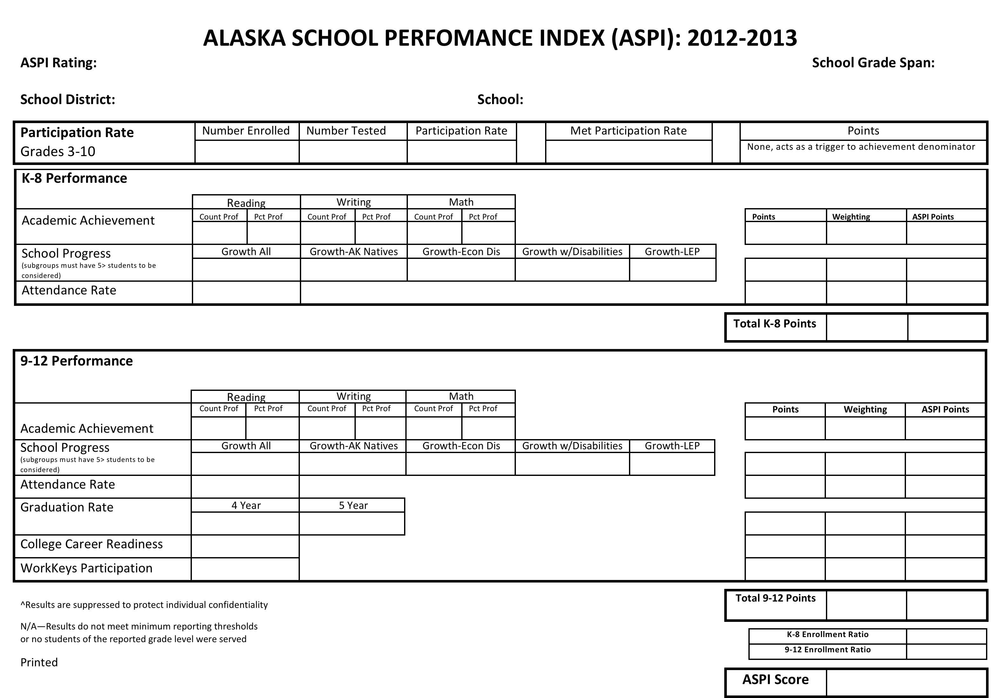 ALASKA SCHOOL PERFOMANCE INDEX (ASPI): 2012-2013
ASPI Rating: School Grade Span:
School District: School:
Participation Rate Number Enrolled Number Tested Participation Rate Met Participation Rate Points
Grades 3-10 None, acts as a trigger to achievement denominator
K-8 Performance
Reading Writing Math
Academic Achievement Count Prof Pct Prof Count Prof Pct Prof Count Prof Pct Prof Points Weighting ASPI Points
School Progress Growth All Growth-AK Natives Growth-Econ Dis Growth w/Disabilities Growth-LEP
(subgroups must have 5> students to be
considered)
Attendance Rate
Total K-8 Points
9-12 Performance
Reading Writing Math
Count Prof Pct Prof Count Prof Pct Prof Count Prof Pct Prof Points Weighting ASPI Points
Academic Achievement
School Progress Growth All Growth-AK Natives Growth-Econ Dis Growth w/Disabilities Growth-LEP
(subgroups must have 5> students to be
considered)
Attendance Rate
Graduation Rate 4 Year 5 Year
College Career Readiness
WorkKeys Participation
Total 9-12 Points
^Results are suppressed to protect individual confidentiality
N/A—Results do not meet minimum reporting thresholds
or no students of the reported grade level were served
K-8 Enrollment Ratio
9-12 Enrollment Ratio
Printed
ASPI Score